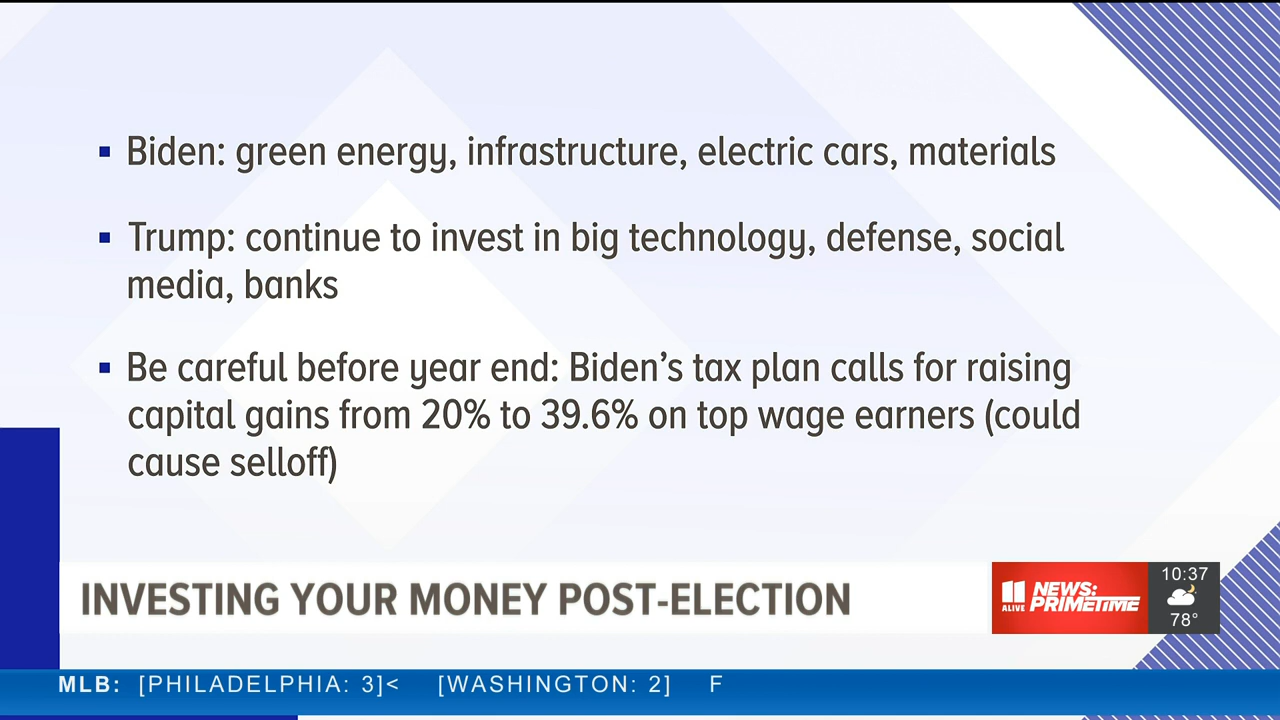 Biden: green energy, infrastructure, electric cars, materials
Trump: continue to invest in big technology, defense, social
media, banks
Be careful before year end: Biden’s tax plan calls for raising
capital gains from 20% to 39.6% on top wage earners (could
cause selloff)
INVESTING YOUR MONEY POST-ELECTION
11 ALIVE NEWS: PRIMETIME
10:37
78°
MLB: [PHILADELPHIA: 3]< [WASHINGTON: 2] F